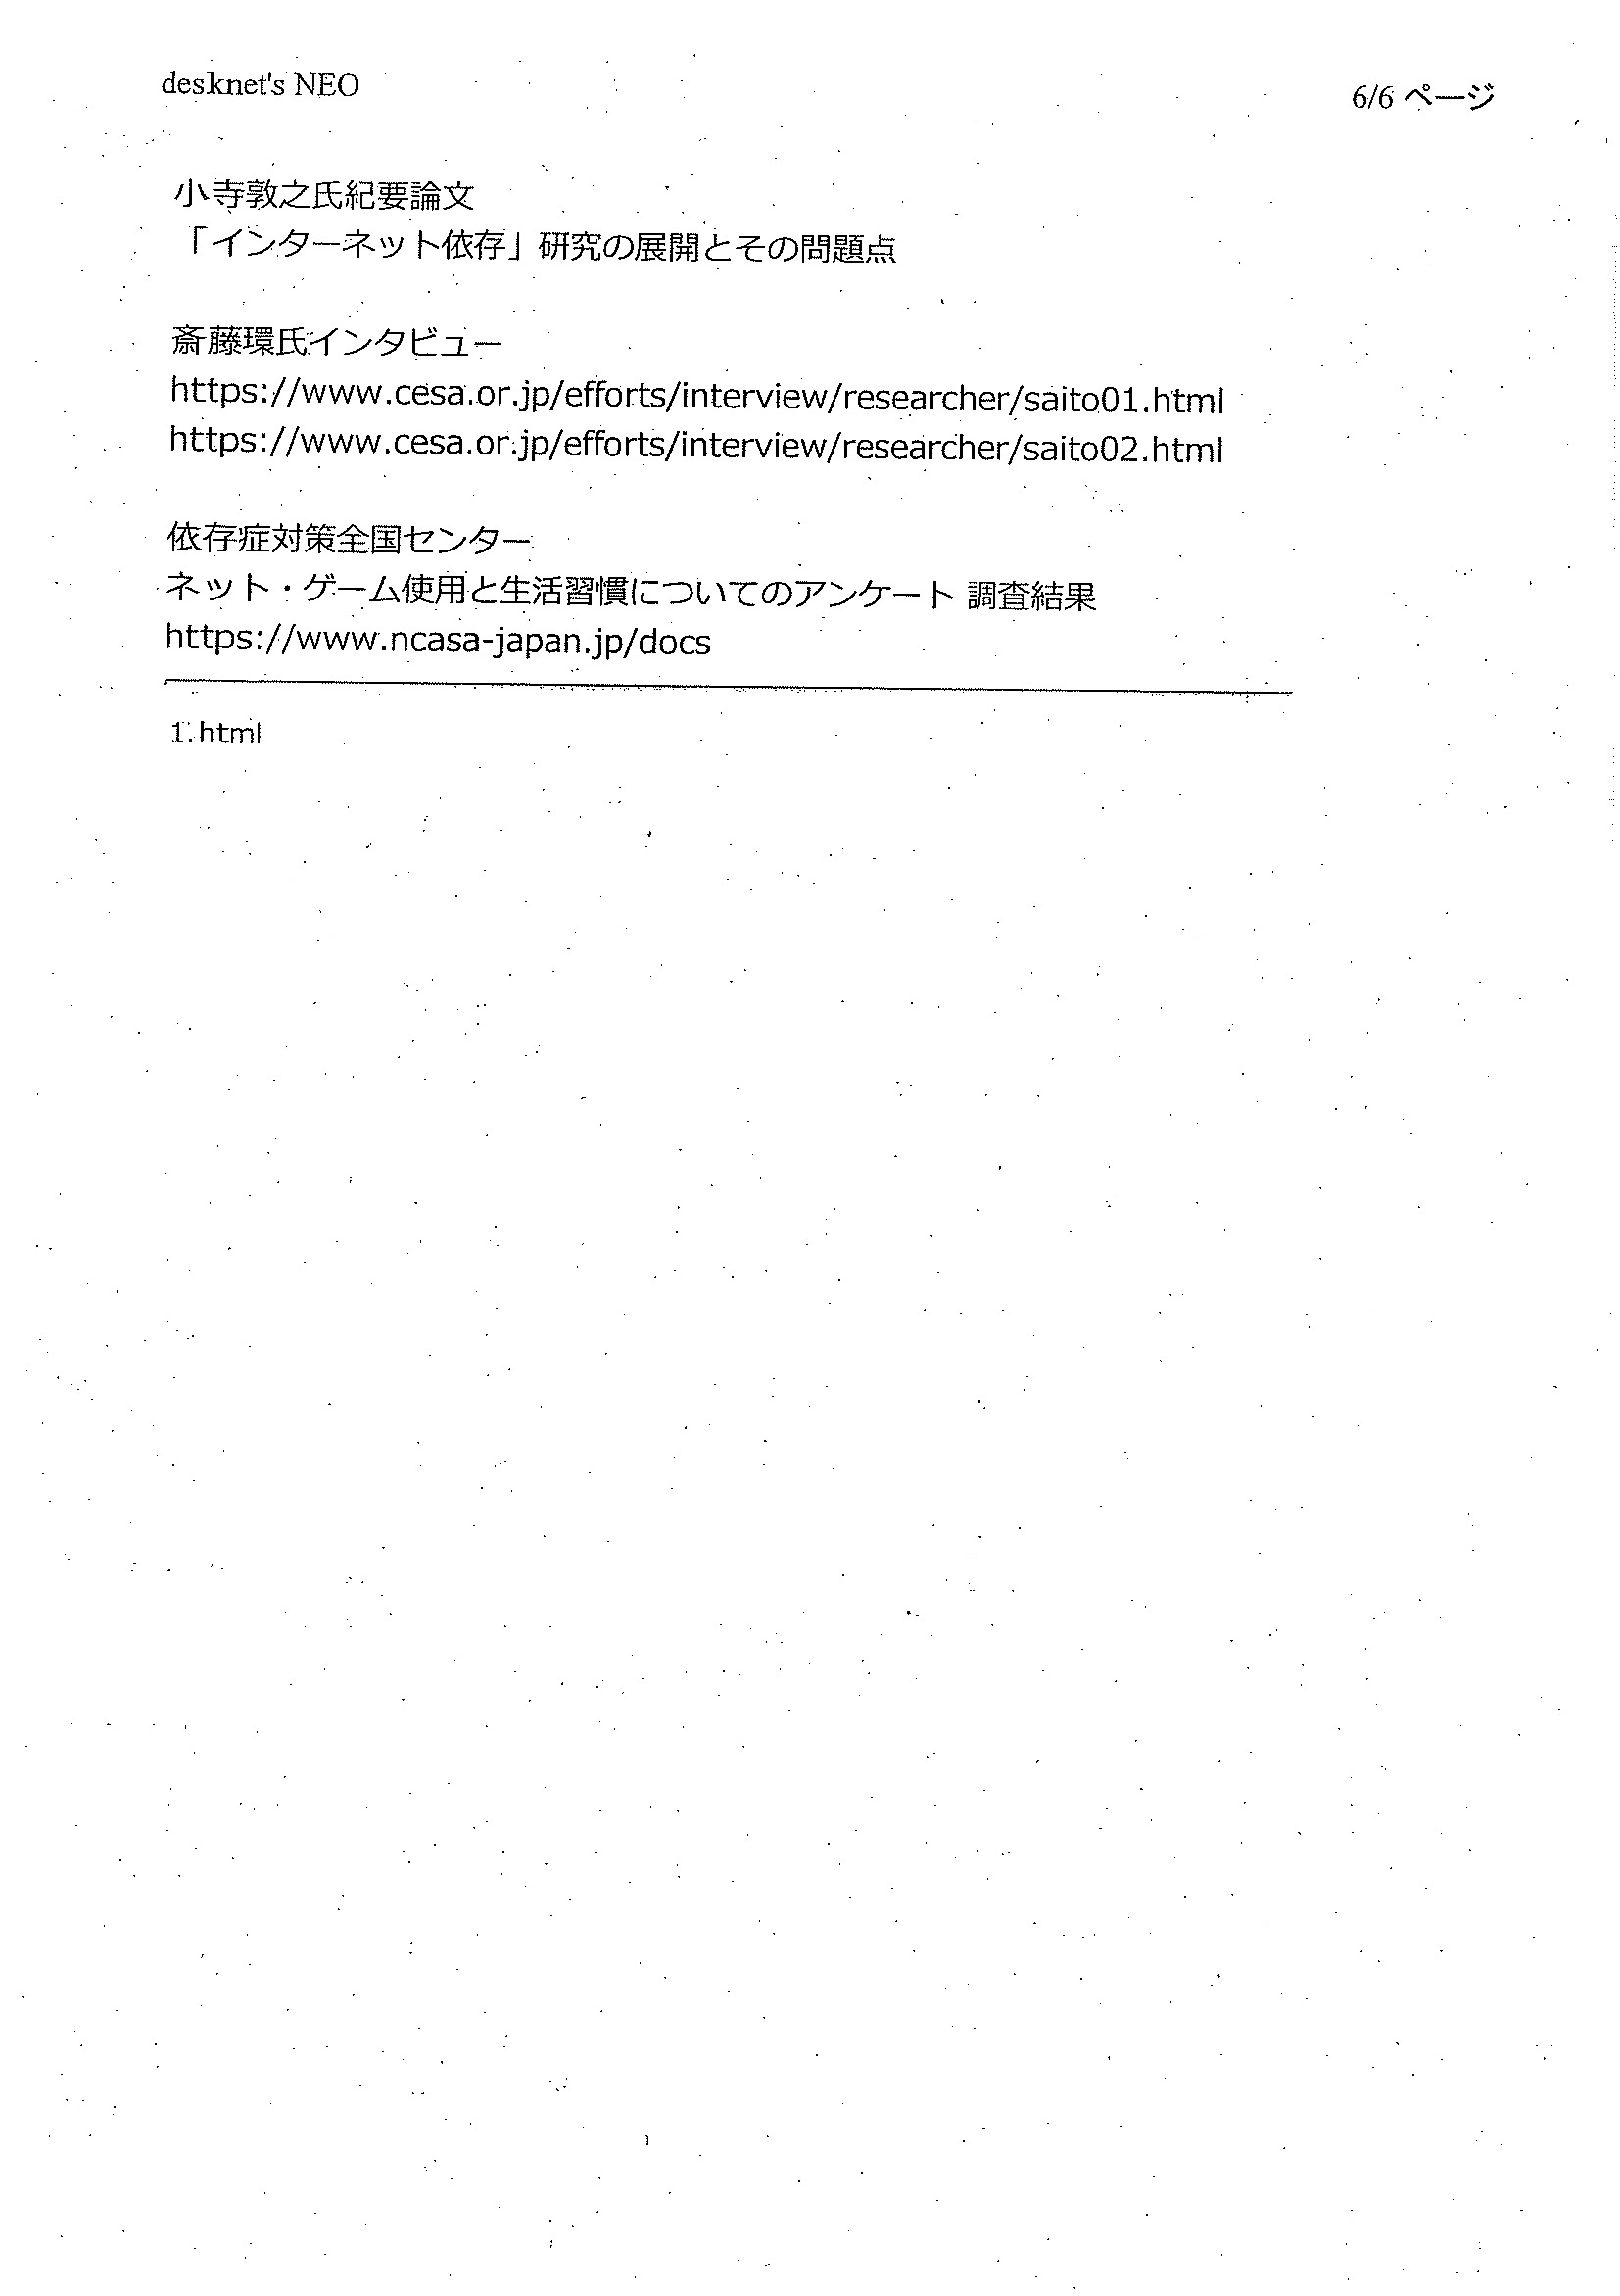 desknet's NEO
6/6 ページ
小寺敦之氏紀要論文
「インターネット依存」研究の展開とその問題点
斎藤環氏インタビュー
https://www.cesa.or.jp/efforts/interview/researcher/saito01.html
https://www.cesa.or.jp/efforts/interview/researcher/saito02.html
依存症対策全国センター
ネット・ゲーム使用と生活習慣についてのアンケート 調査結果
https://www.ncasa-japan.jp/docs
1.html